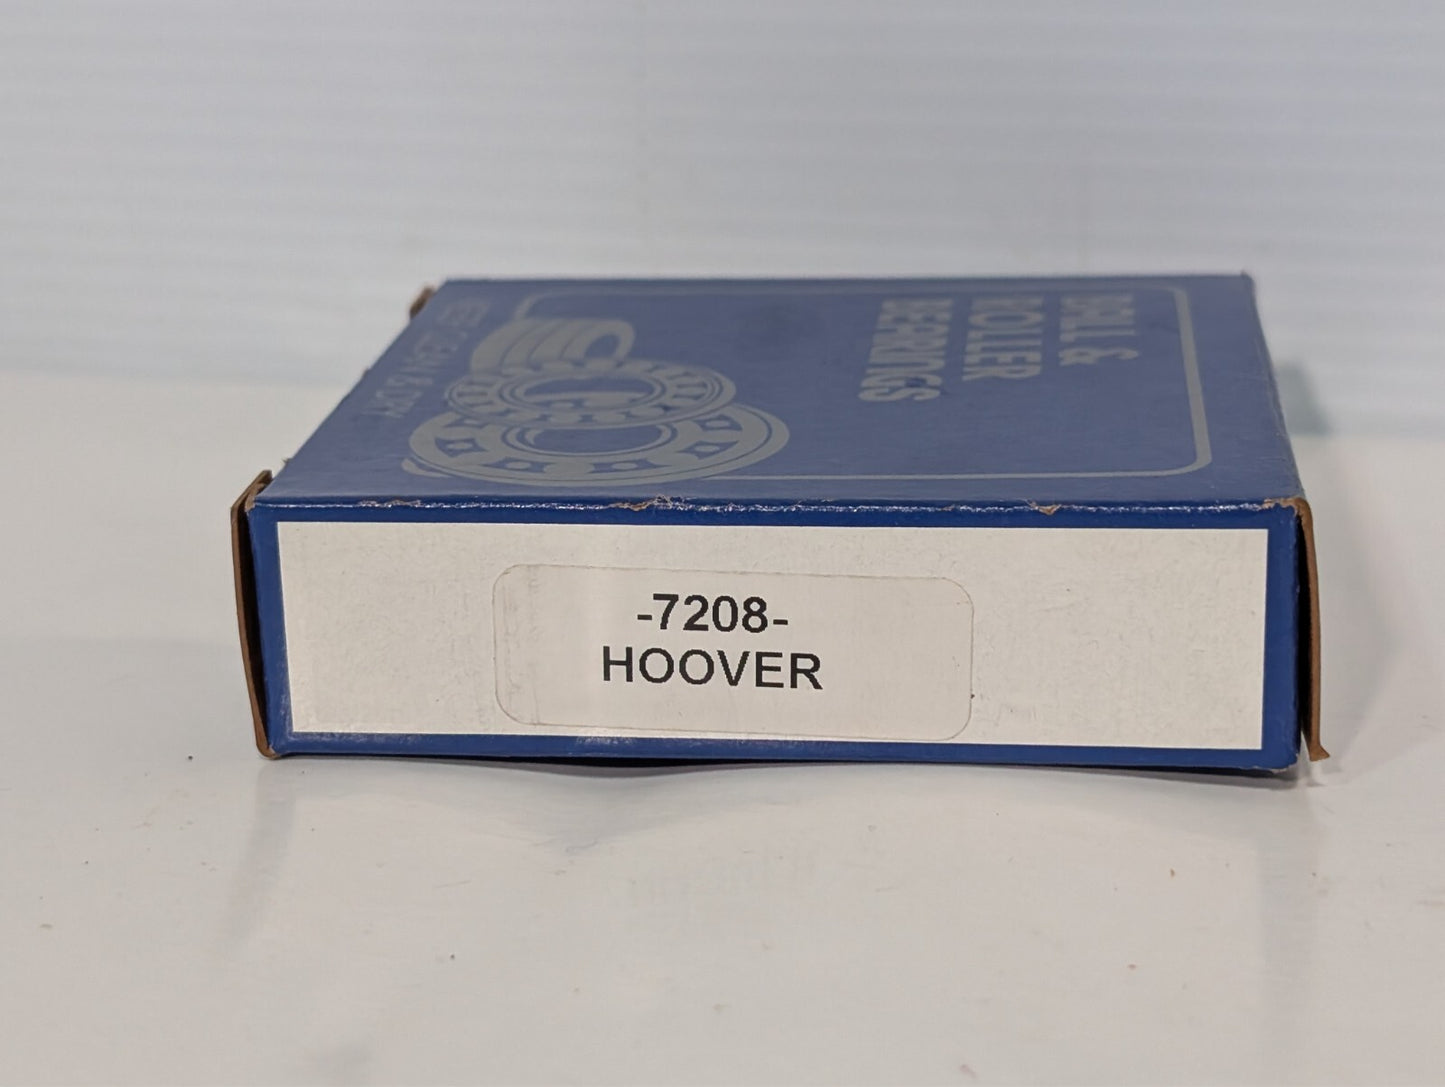 BALL &
ROLLER
BEARINGS
-7208-
HOOVER